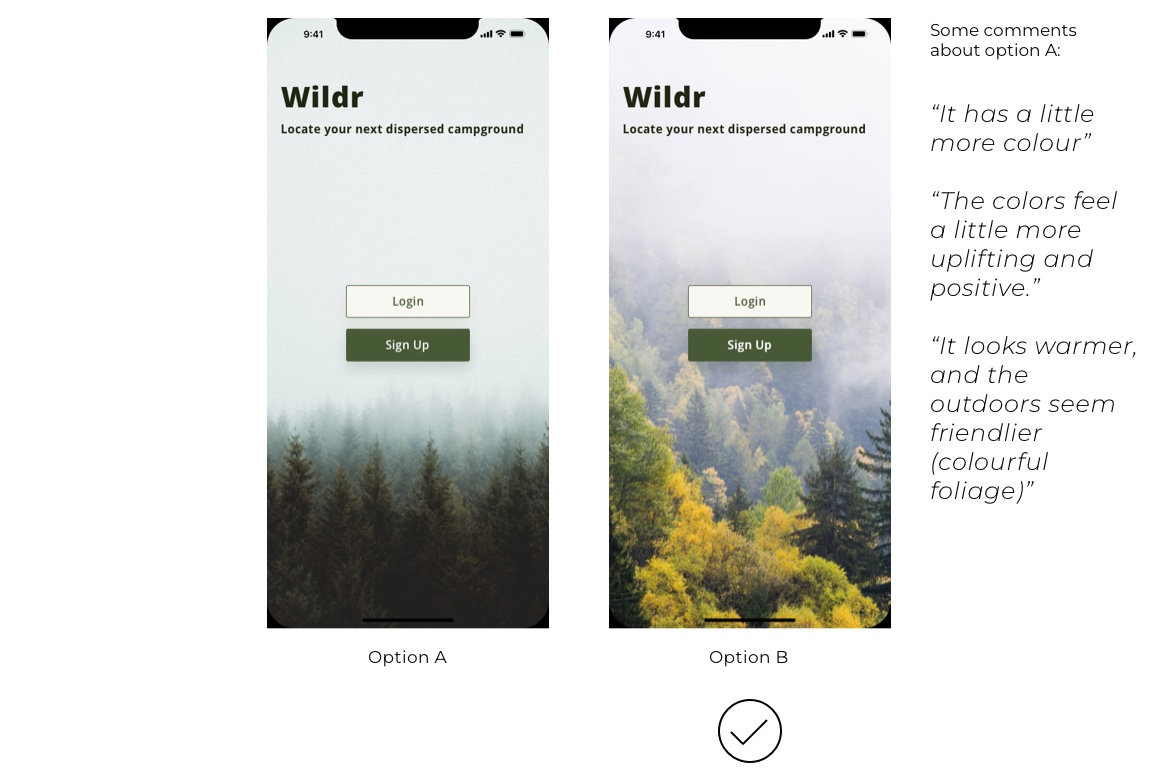 9:41
Wildr
Locate your next dispersed campground
Login
Sign Up
Option A
9:41
Wildr
Locate your next dispersed campground
Login
Sign Up
Option B
Some comments
about option A:
“It has a little
more colour”
“The colors feel
a little more
uplifting and
positive.”
“It looks warmer,
and the
outdoors seem
friendlier
(colourful
foliage)”